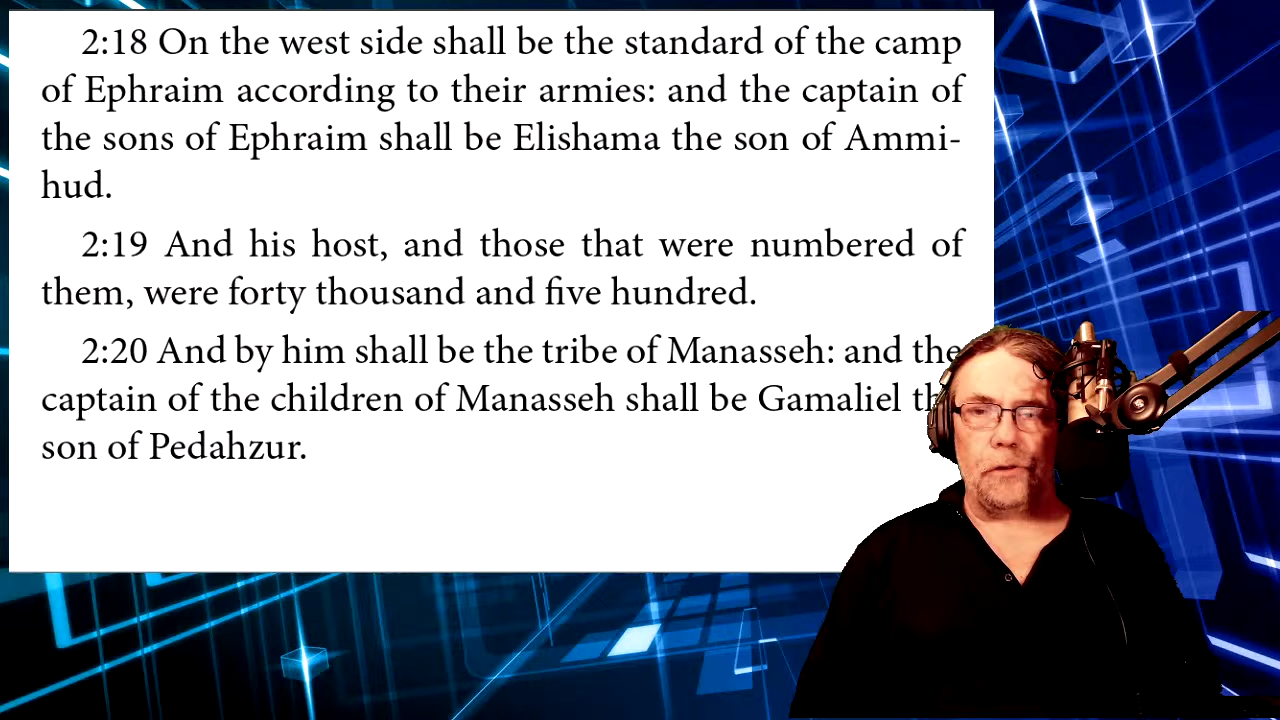 2:18 On the west side shall be the standard of the camp
of Ephraim according to their armies: and the captain of
the sons of Ephraim shall be Elishama the son of Ammi-
hud.
2:19 And his host, and those that were numbered of
them, were forty thousand and five hundred.
2:20 And by him shall be the tribe of Manasseh: and the
captain of the children of Manasseh shall be Gamaliel
son of Pedahzur.